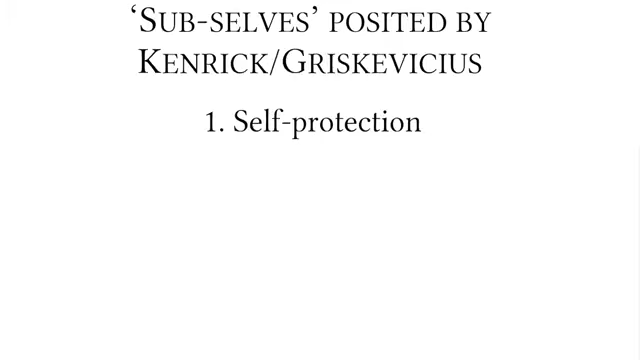 ‘Sub-selves’ posited by
Kenrick/Griskevicius
1. Self-protection